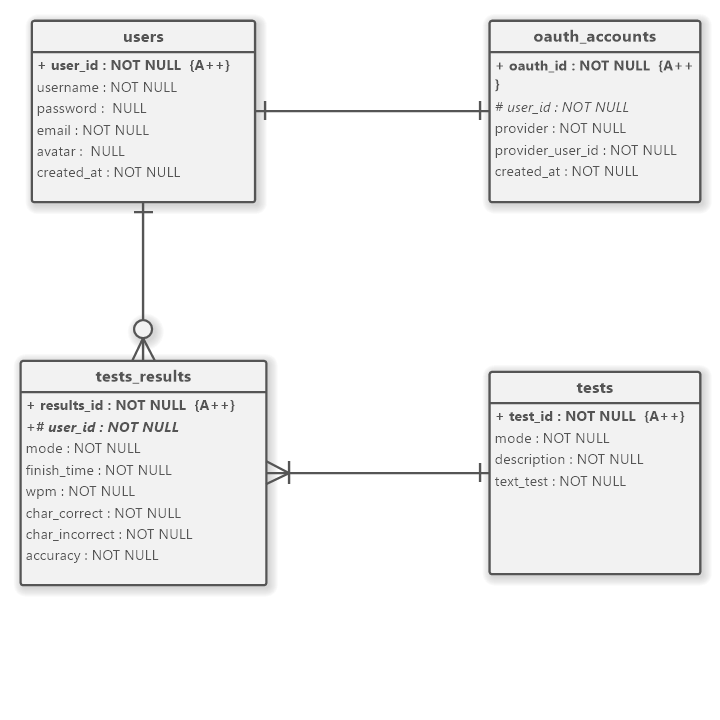 users
+ user_id : NOT NULL  {A++}
username : NOT NULL
password :  NULL
email : NOT NULL
avatar :  NULL
created_at : NOT NULL
oauth_accounts
+ oauth_id : NOT NULL  {A++
}
# user_id : NOT NULL
provider : NOT NULL
provider_user_id : NOT NULL
created_at : NOT NULL
tests_results
+ results_id : NOT NULL  {A++}
+# user_id : NOT NULL
mode : NOT NULL
finish_time : NOT NULL
wpm : NOT NULL
char_correct : NOT NULL
char_incorrect : NOT NULL
accuracy : NOT NULL
tests
+ test_id : NOT NULL  {A++}
mode : NOT NULL
description : NOT NULL
text_test : NOT NULL